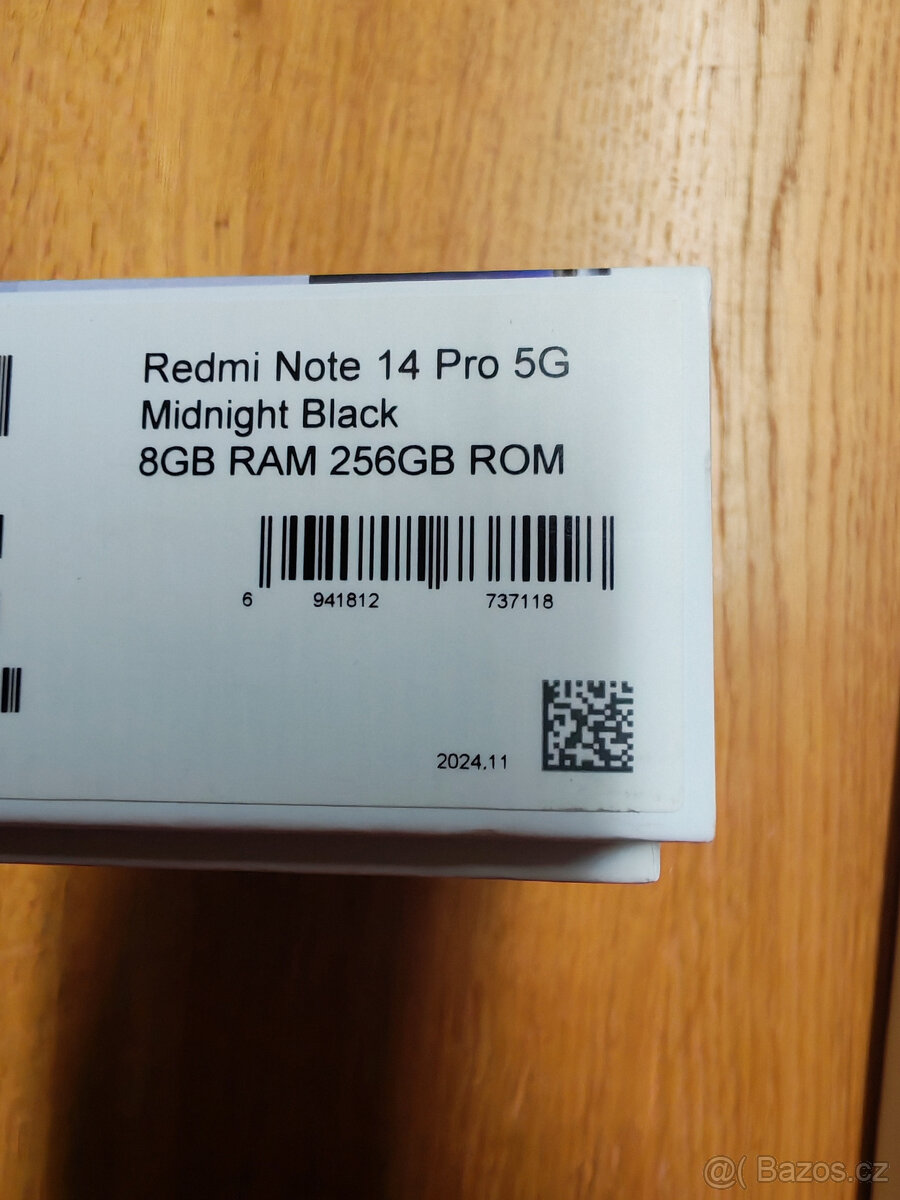 Redmi Note 14 Pro 5G
Midnight Black
8GB RAM 256GB ROM
6 941812 737118
2024.11
@( Bazos.cz